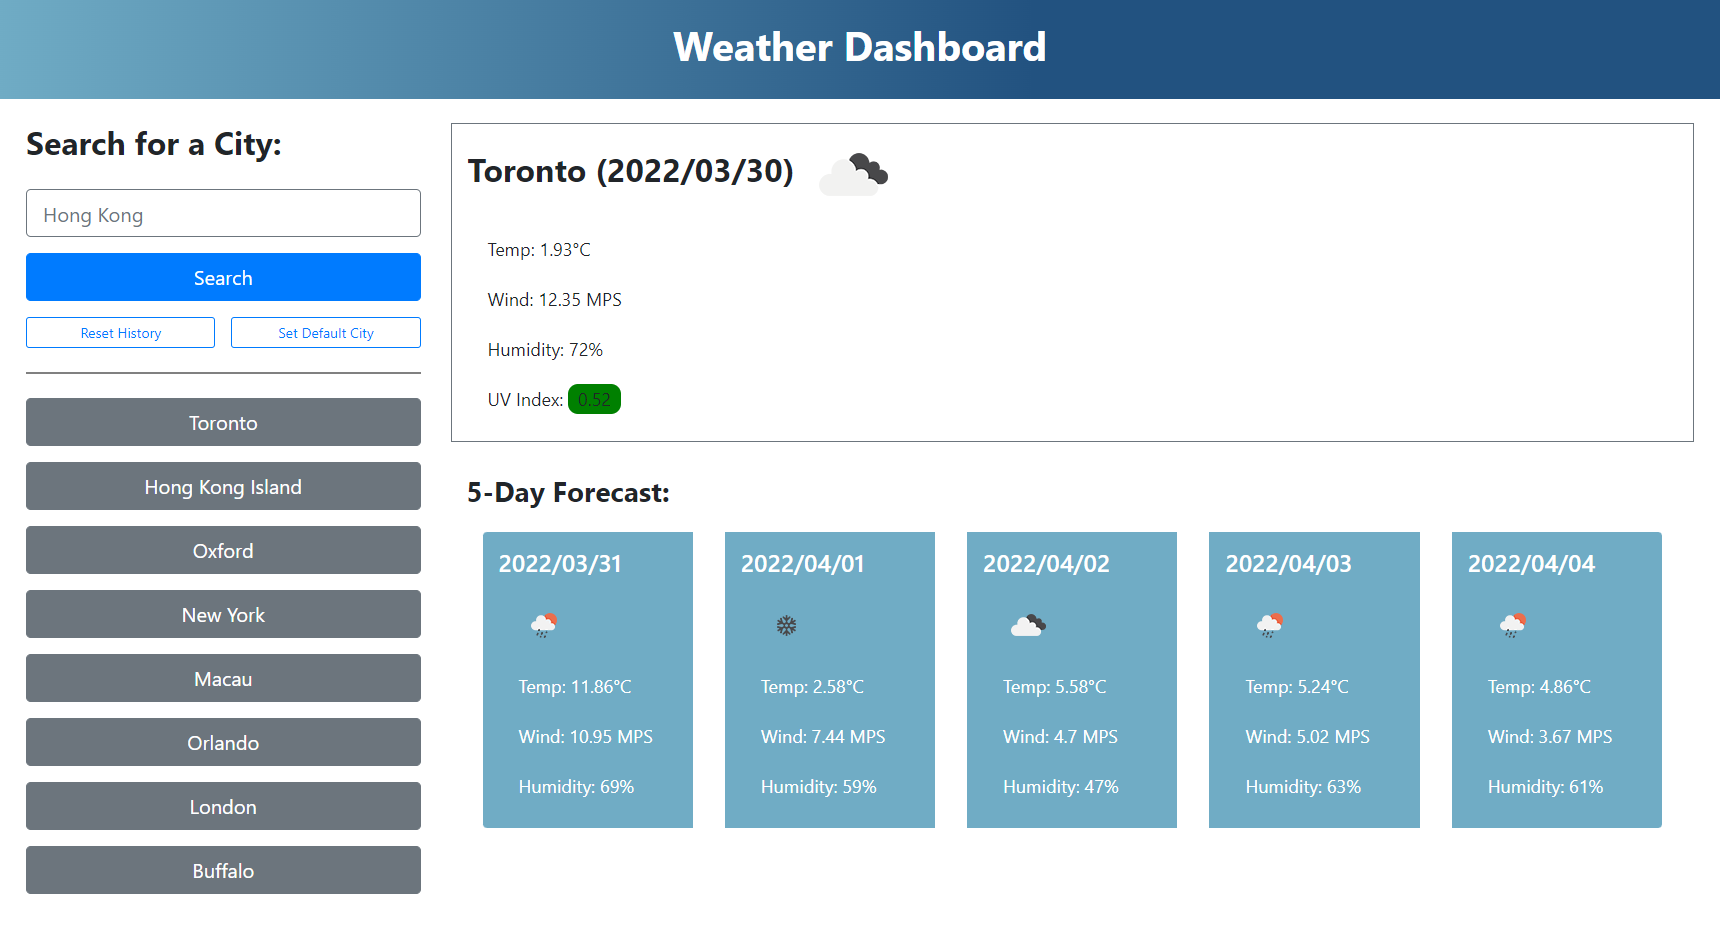 Weather Dashboard
Search for a City:
Hong Kong
Search
Reset History
Set Default City
Toronto
Hong Kong Island
Oxford
New York
Macau
Orlando
London
Buffalo
Toronto (2022/03/30)
Temp: 1.93°C
Wind: 12.35 MPS
Humidity: 72%
UV Index: 0.52
5-Day Forecast:
2022/03/31
Temp: 11.86°C
Wind: 10.95 MPS
Humidity: 69%
2022/04/01
Temp: 2.58°C
Wind: 7.44 MPS
Humidity: 59%
2022/04/02
Temp: 5.58°C
Wind: 4.7 MPS
Humidity: 47%
2022/04/03
Temp: 5.24°C
Wind: 5.02 MPS
Humidity: 63%
2022/04/04
Temp: 4.86°C
Wind: 3.67 MPS
Humidity: 61%